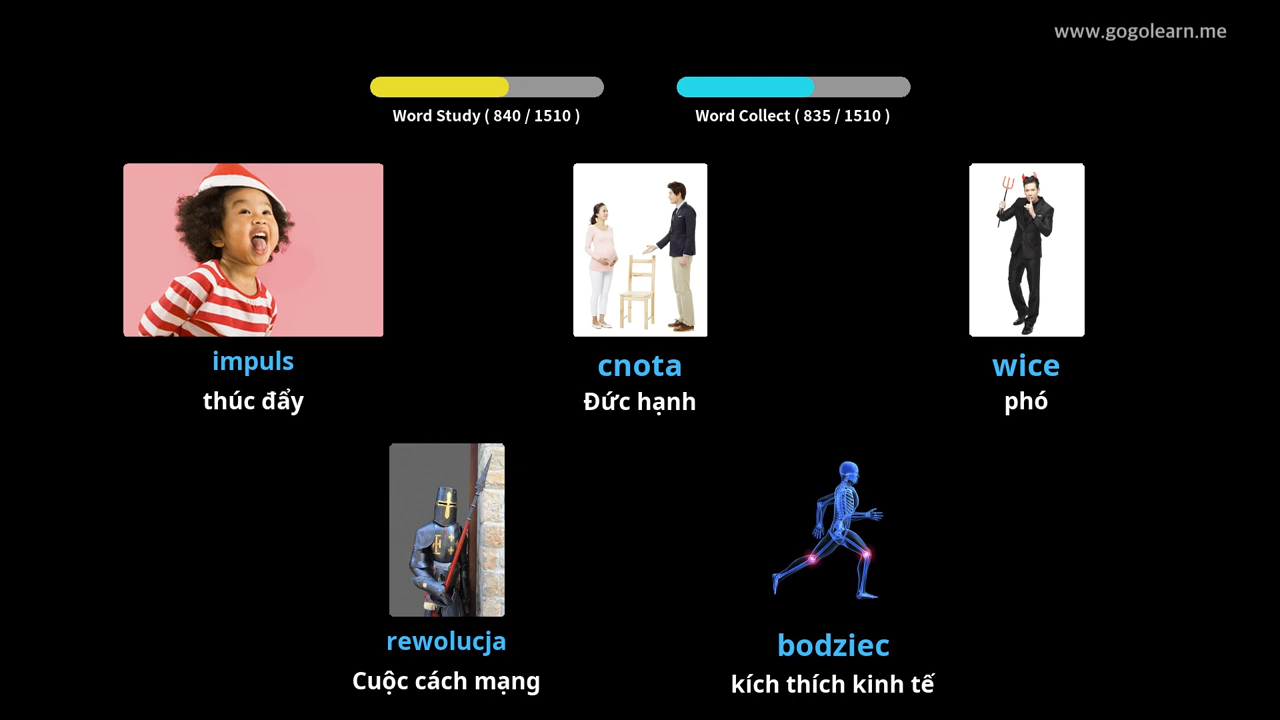 www.gogolearn.me
Word Study ( 840 / 1510 )
Word Collect ( 835 / 1510 )
impuls
thúc đẩy
cnota
Đức hạnh
wice
phó
rewolucja
Cuộc cách mạng
bodziec
kích thích kinh tế